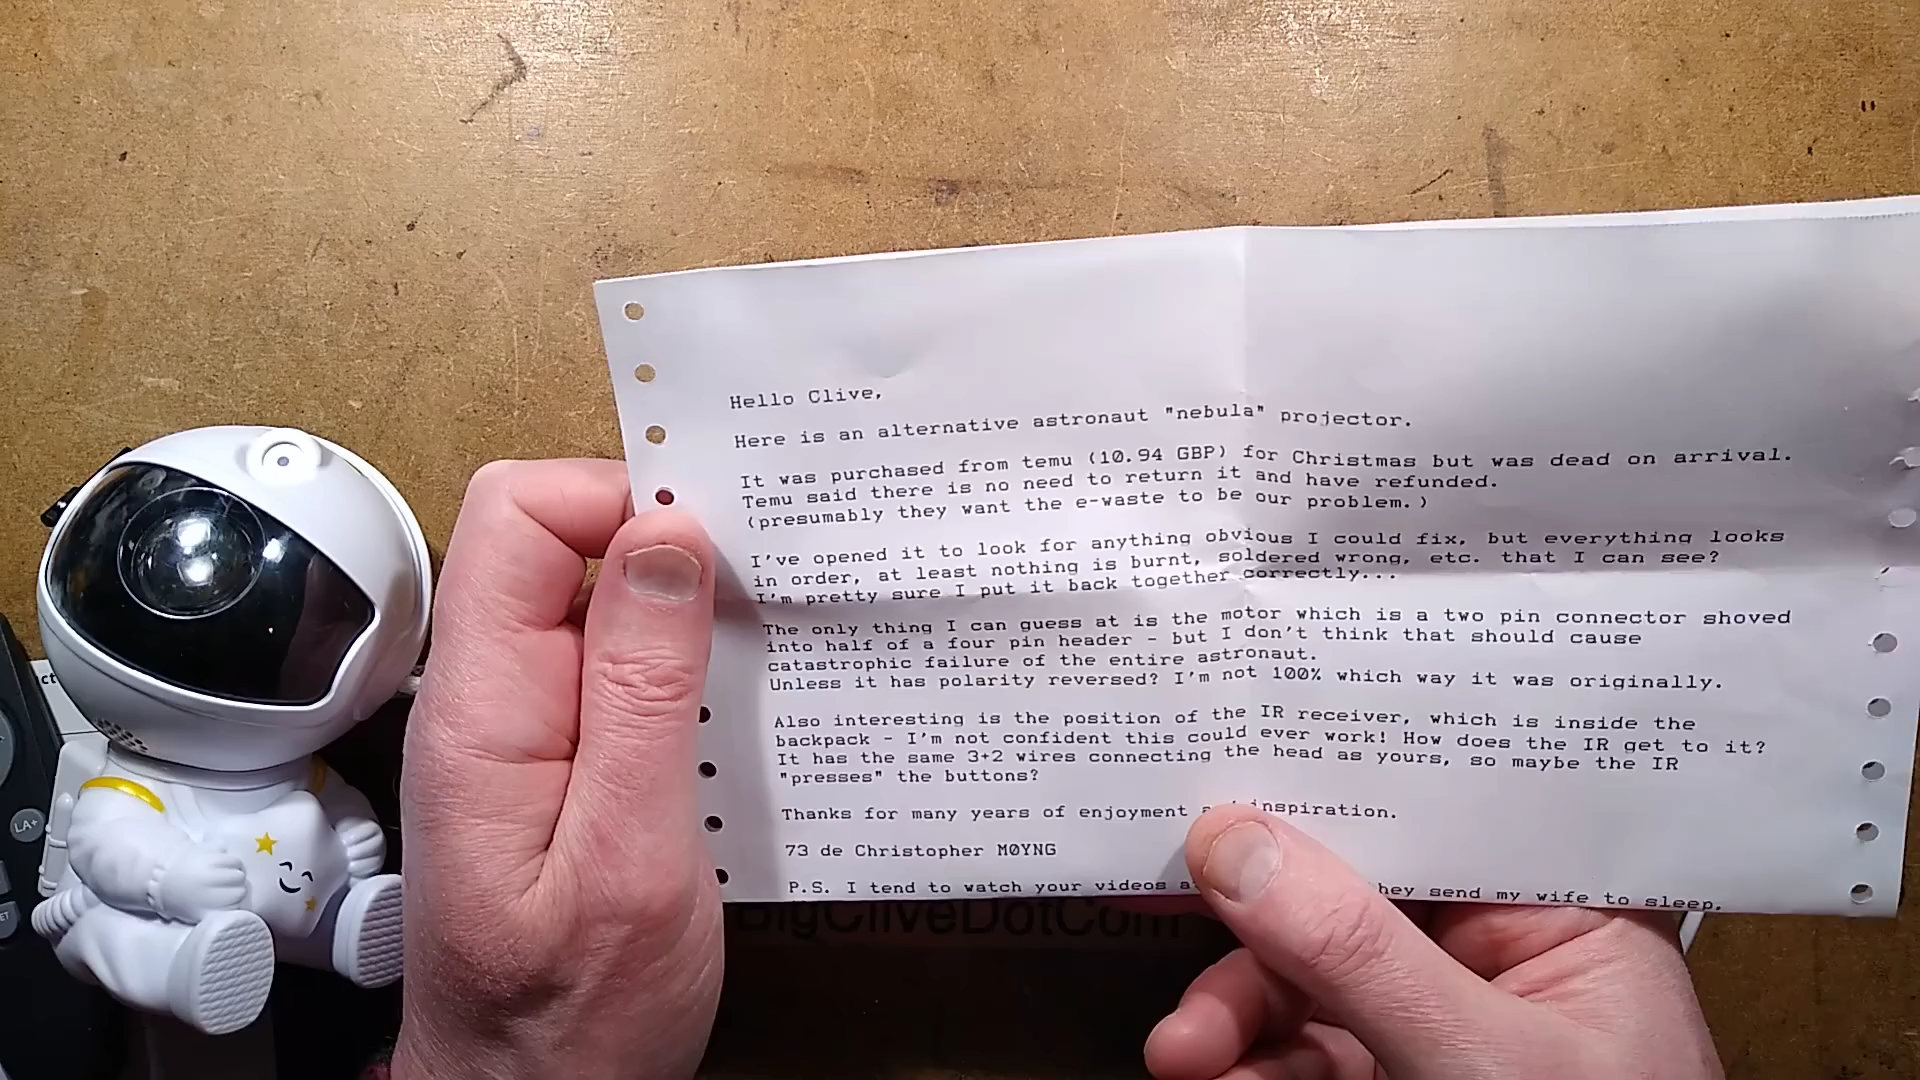 Hello Clive,
Here is an alternative astronaut "nebula" projector.
It was purchased from temu (10.94 GBP) for Christmas but was dead on arrival.
Temu said there is no need to return it and have refunded.
(presumably they want the e-waste to be our problem.)
I've opened it to look for anything obvious I could fix, but everything looks
in order, at least nothing is burnt, soldered wrong, etc. that I can see?
I'm pretty sure I put it back together correctly...
The only thing I can guess at is the motor which is a two pin connector shoved
into half of a four pin header - but I don't think that should cause
catastrophic failure of the entire astronaut.
Unless it has polarity reversed? I'm not 100% which way it was originally.
Also interesting is the position of the IR receiver, which is inside the
backpack - I'm not confident this could ever work! How does the IR get to it?
It has the same 3+2 wires connecting the head as yours, so maybe the IR
"presses" the buttons?
Thanks for many years of enjoyment inspiration.
73 de Christopher MØYNG
P.S. I tend to watch your videos send my wife to sleep.
BigCliveDotCom
LA+